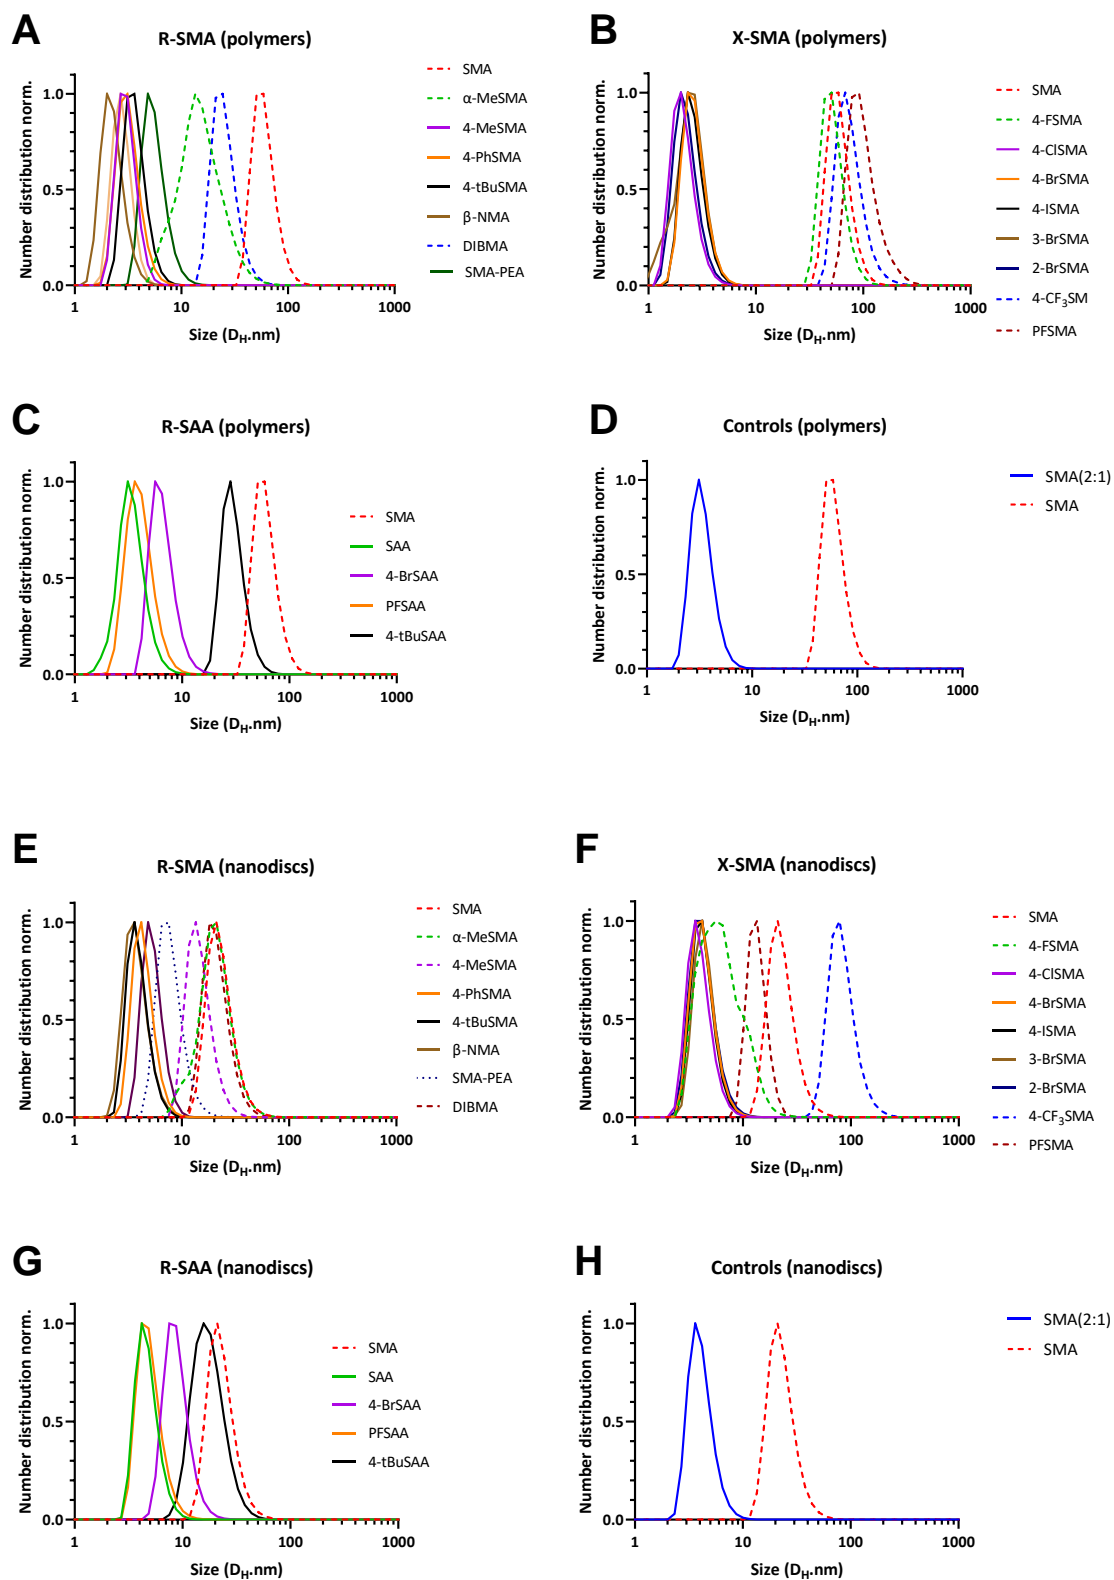 A
R-SMA (polymers)
Number distribution norm.
1.0
0.5
0.0
1
10
100
1000
Size (DH.nm)
SMA
α-MeSMA
4-MeSMA
4-PhSMA
4-tBuSMA
β-NMA
DIBMA
SMA-PEA
B
X-SMA (polymers)
Number distribution norm.
1.0
0.5
0.0
1
10
100
1000
Size (DH.nm)
SMA
4-FSMA
4-ClSMA
4-BrSMA
4-ISMA
3-BrSMA
2-BrSMA
4-CF3SM
PFSMA
C
R-SAA (polymers)
Number distribution norm.
1.0
0.5
0.0
1
10
100
1000
Size (DH.nm)
SMA
SAA
4-BrSAA
PFSAA
4-tBuSAA
D
Controls (polymers)
Number distribution norm.
1.0
0.5
0.0
1
10
100
1000
Size (DH.nm)
SMA(2:1)
SMA
E
R-SMA (nanodiscs)
Number distribution norm.
1.0
0.5
0.0
1
10
100
1000
Size (DH.nm)
SMA
α-MeSMA
4-MeSMA
4-PhSMA
4-tBuSMA
β-NMA
SMA-PEA
DIBMA
F
X-SMA (nanodiscs)
Number distribution norm.
1.0
0.5
0.0
1
10
100
1000
Size (DH.nm)
SMA
4-FSMA
4-ClSMA
4-BrSMA
4-ISMA
3-BrSMA
2-BrSMA
4-CF3SMA
PFSMA
G
R-SAA (nanodiscs)
Number distribution norm.
1.0
0.5
0.0
1
10
100
1000
Size (DH.nm)
SMA
SAA
4-BrSAA
PFSAA
4-tBuSAA
H
Controls (nanodiscs)
Number distribution norm.
1.0
0.5
0.0
1
10
100
1000
Size (DH.nm)
SMA(2:1)
SMA